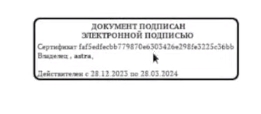 ДОКУМЕНТ ПОДПИСАН
ЭЛЕКТРОННОЙ ПОДПИСЬЮ
Сертификат faf5edfecbb779870e6303426e298fe3225c36bb
Владелец , astra,
Действителен с 28.12.2023 по 28.03.2024